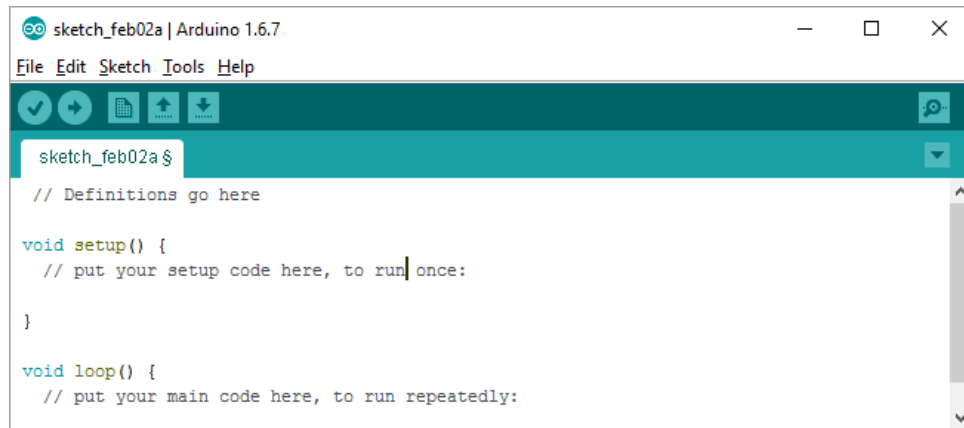 sketch_feb02a | Arduino 1.6.7
File Edit Sketch Tools Help
sketch_feb02a §
// Definitions go here
void setup() {
// put your setup code here, to run once:
}
void loop() {
// put your main code here, to run repeatedly: